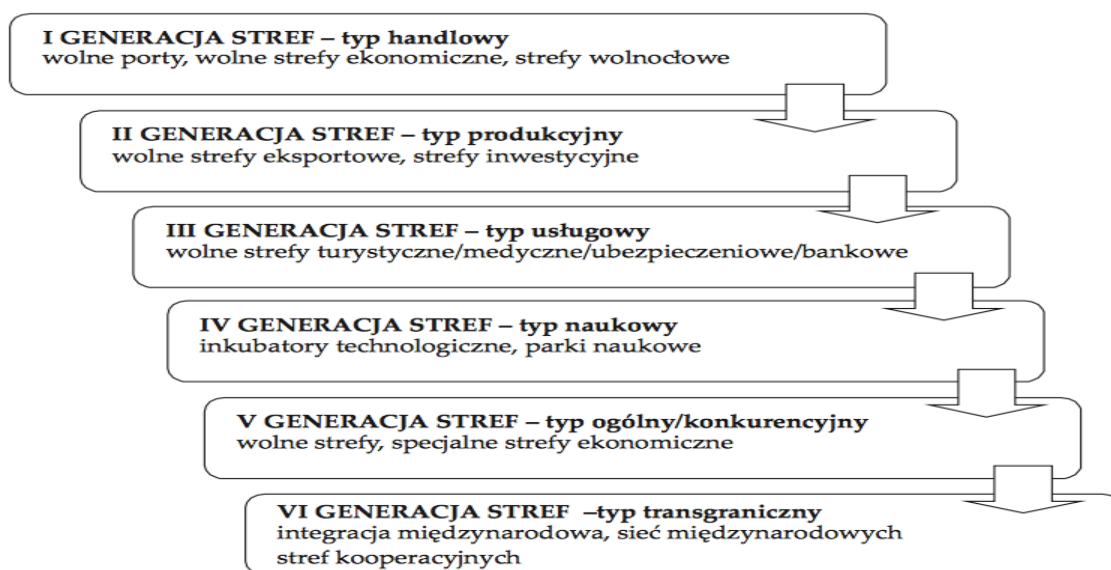 I GENERACJA STREF – typ handlowy
wolne porty, wolne strefy ekonomiczne, strefy wolnocłowe
II GENERACJA STREF – typ produkcyjny
wolne strefy eksportowe, strefy inwestycyjne
III GENERACJA STREF – typ usługowy
wolne strefy turystyczne/medyczne/ubezpieczeniowe/bankowe
IV GENERACJA STREF – typ naukowy
inkubatory technologiczne, parki naukowe
V GENERACJA STREF – typ ogólny/konkurencyjny
wolne strefy, specjalne strefy ekonomiczne
VI GENERACJA STREF –typ transgraniczny
integracja międzynarodowa, sieć międzynarodowych
stref kooperacyjnych